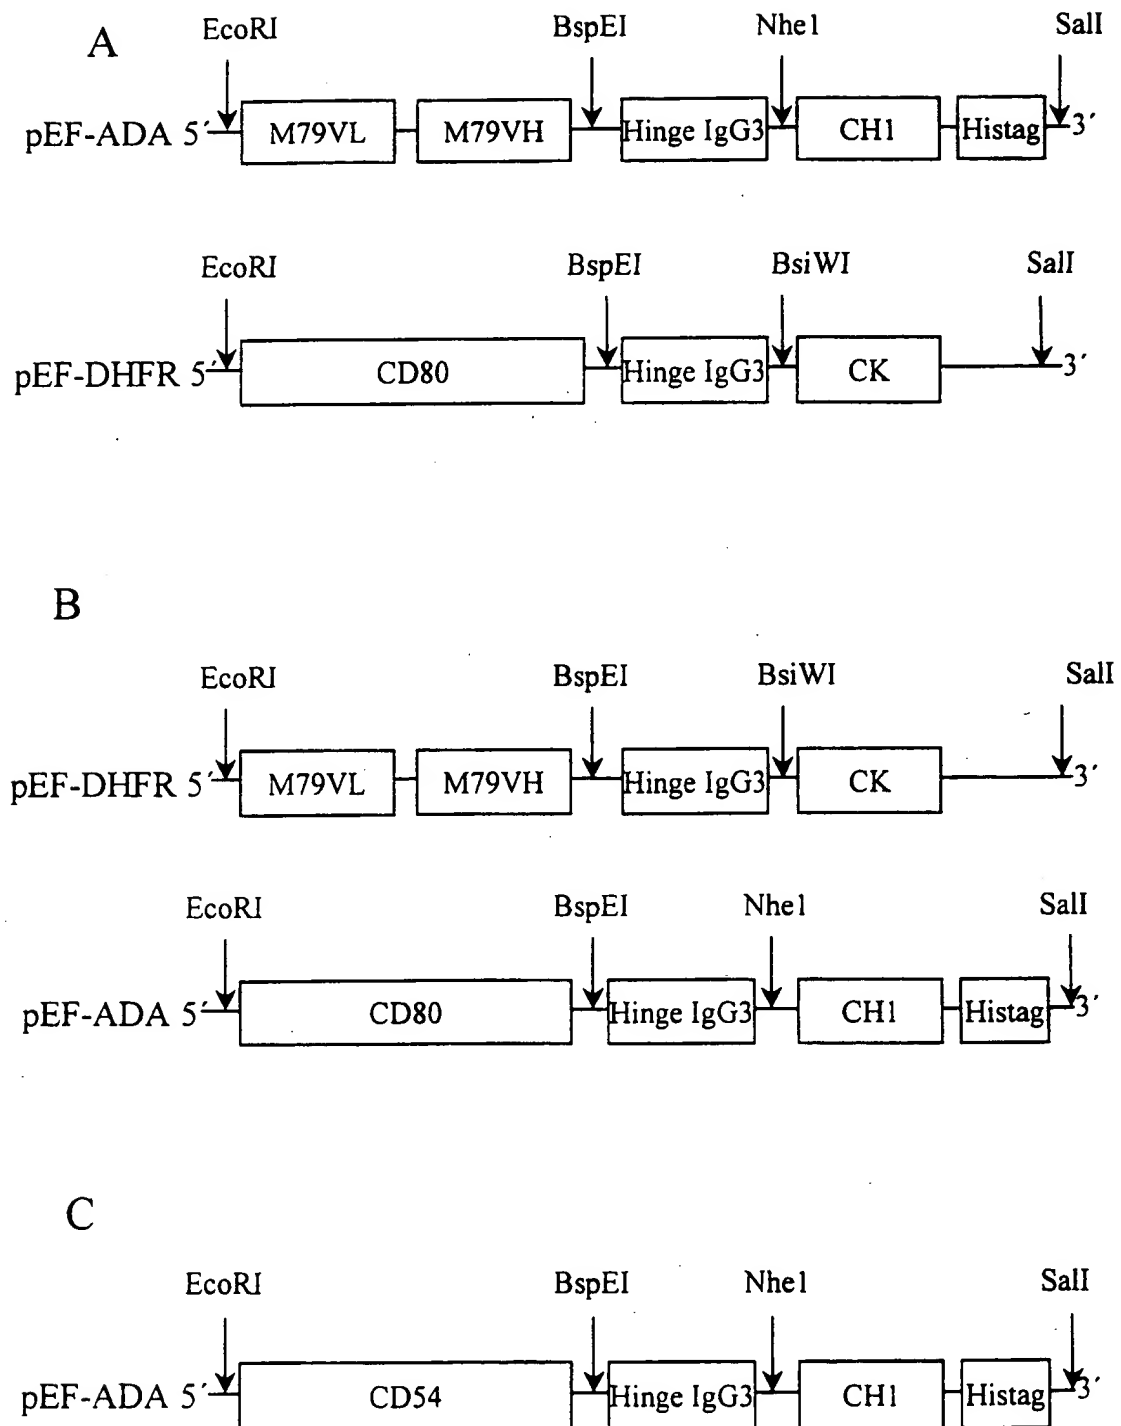 A
EcoRI BspEI Nhe1 SalI
pEF-ADA 5´ M79VL M79VH Hinge IgG3 CH1 Histag 3´
EcoRI BspEI BsiWI SalI
pEF-DHFR 5´ CD80 Hinge IgG3 CK 3´
B
EcoRI BspEI BsiWI SalI
pEF-DHFR 5´ M79VL M79VH Hinge IgG3 CK 3´
EcoRI BspEI Nhe1 SalI
pEF-ADA 5´ CD80 Hinge IgG3 CH1 Histag 3´
C
EcoRI BspEI Nhe1 SalI
pEF-ADA 5´ CD54 Hinge IgG3 CH1 Histag 3´